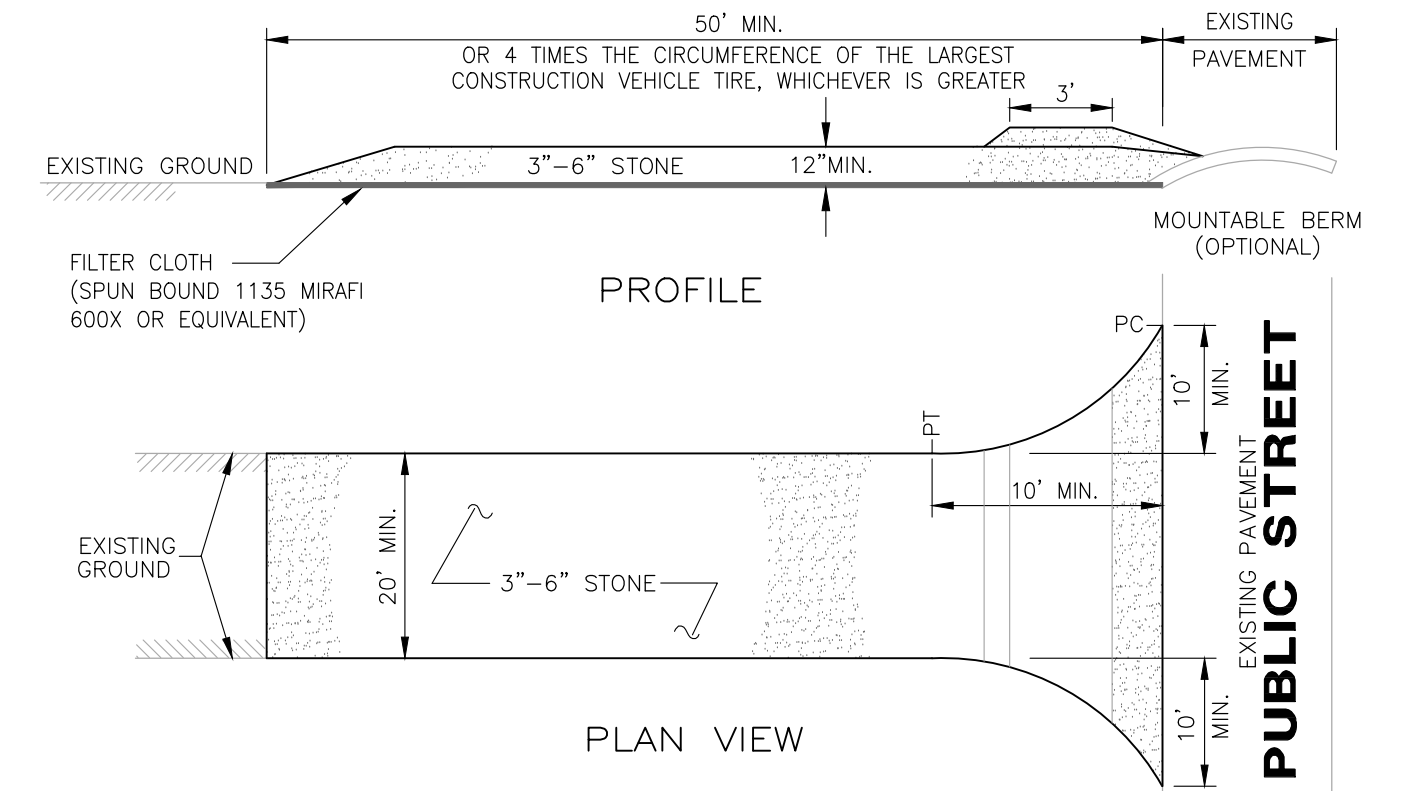 50' MIN.
OR 4 TIMES THE CIRCUMFERENCE OF THE LARGEST
CONSTRUCTION VEHICLE TIRE, WHICHEVER IS GREATER
EXISTING
PAVEMENT
3'
EXISTING GROUND
3"-6" STONE
12"MIN.
MOUNTABLE BERM
(OPTIONAL)
FILTER CLOTH
(SPUN BOUND 1135 MIRAFI
600X OR EQUIVALENT)
PROFILE
PC
10'
MIN.
PT
10' MIN.
EXISTING
GROUND
20' MIN.
3"-6" STONE
EXISTING PAVEMENT
PUBLIC STREET
10'
MIN.
PLAN VIEW